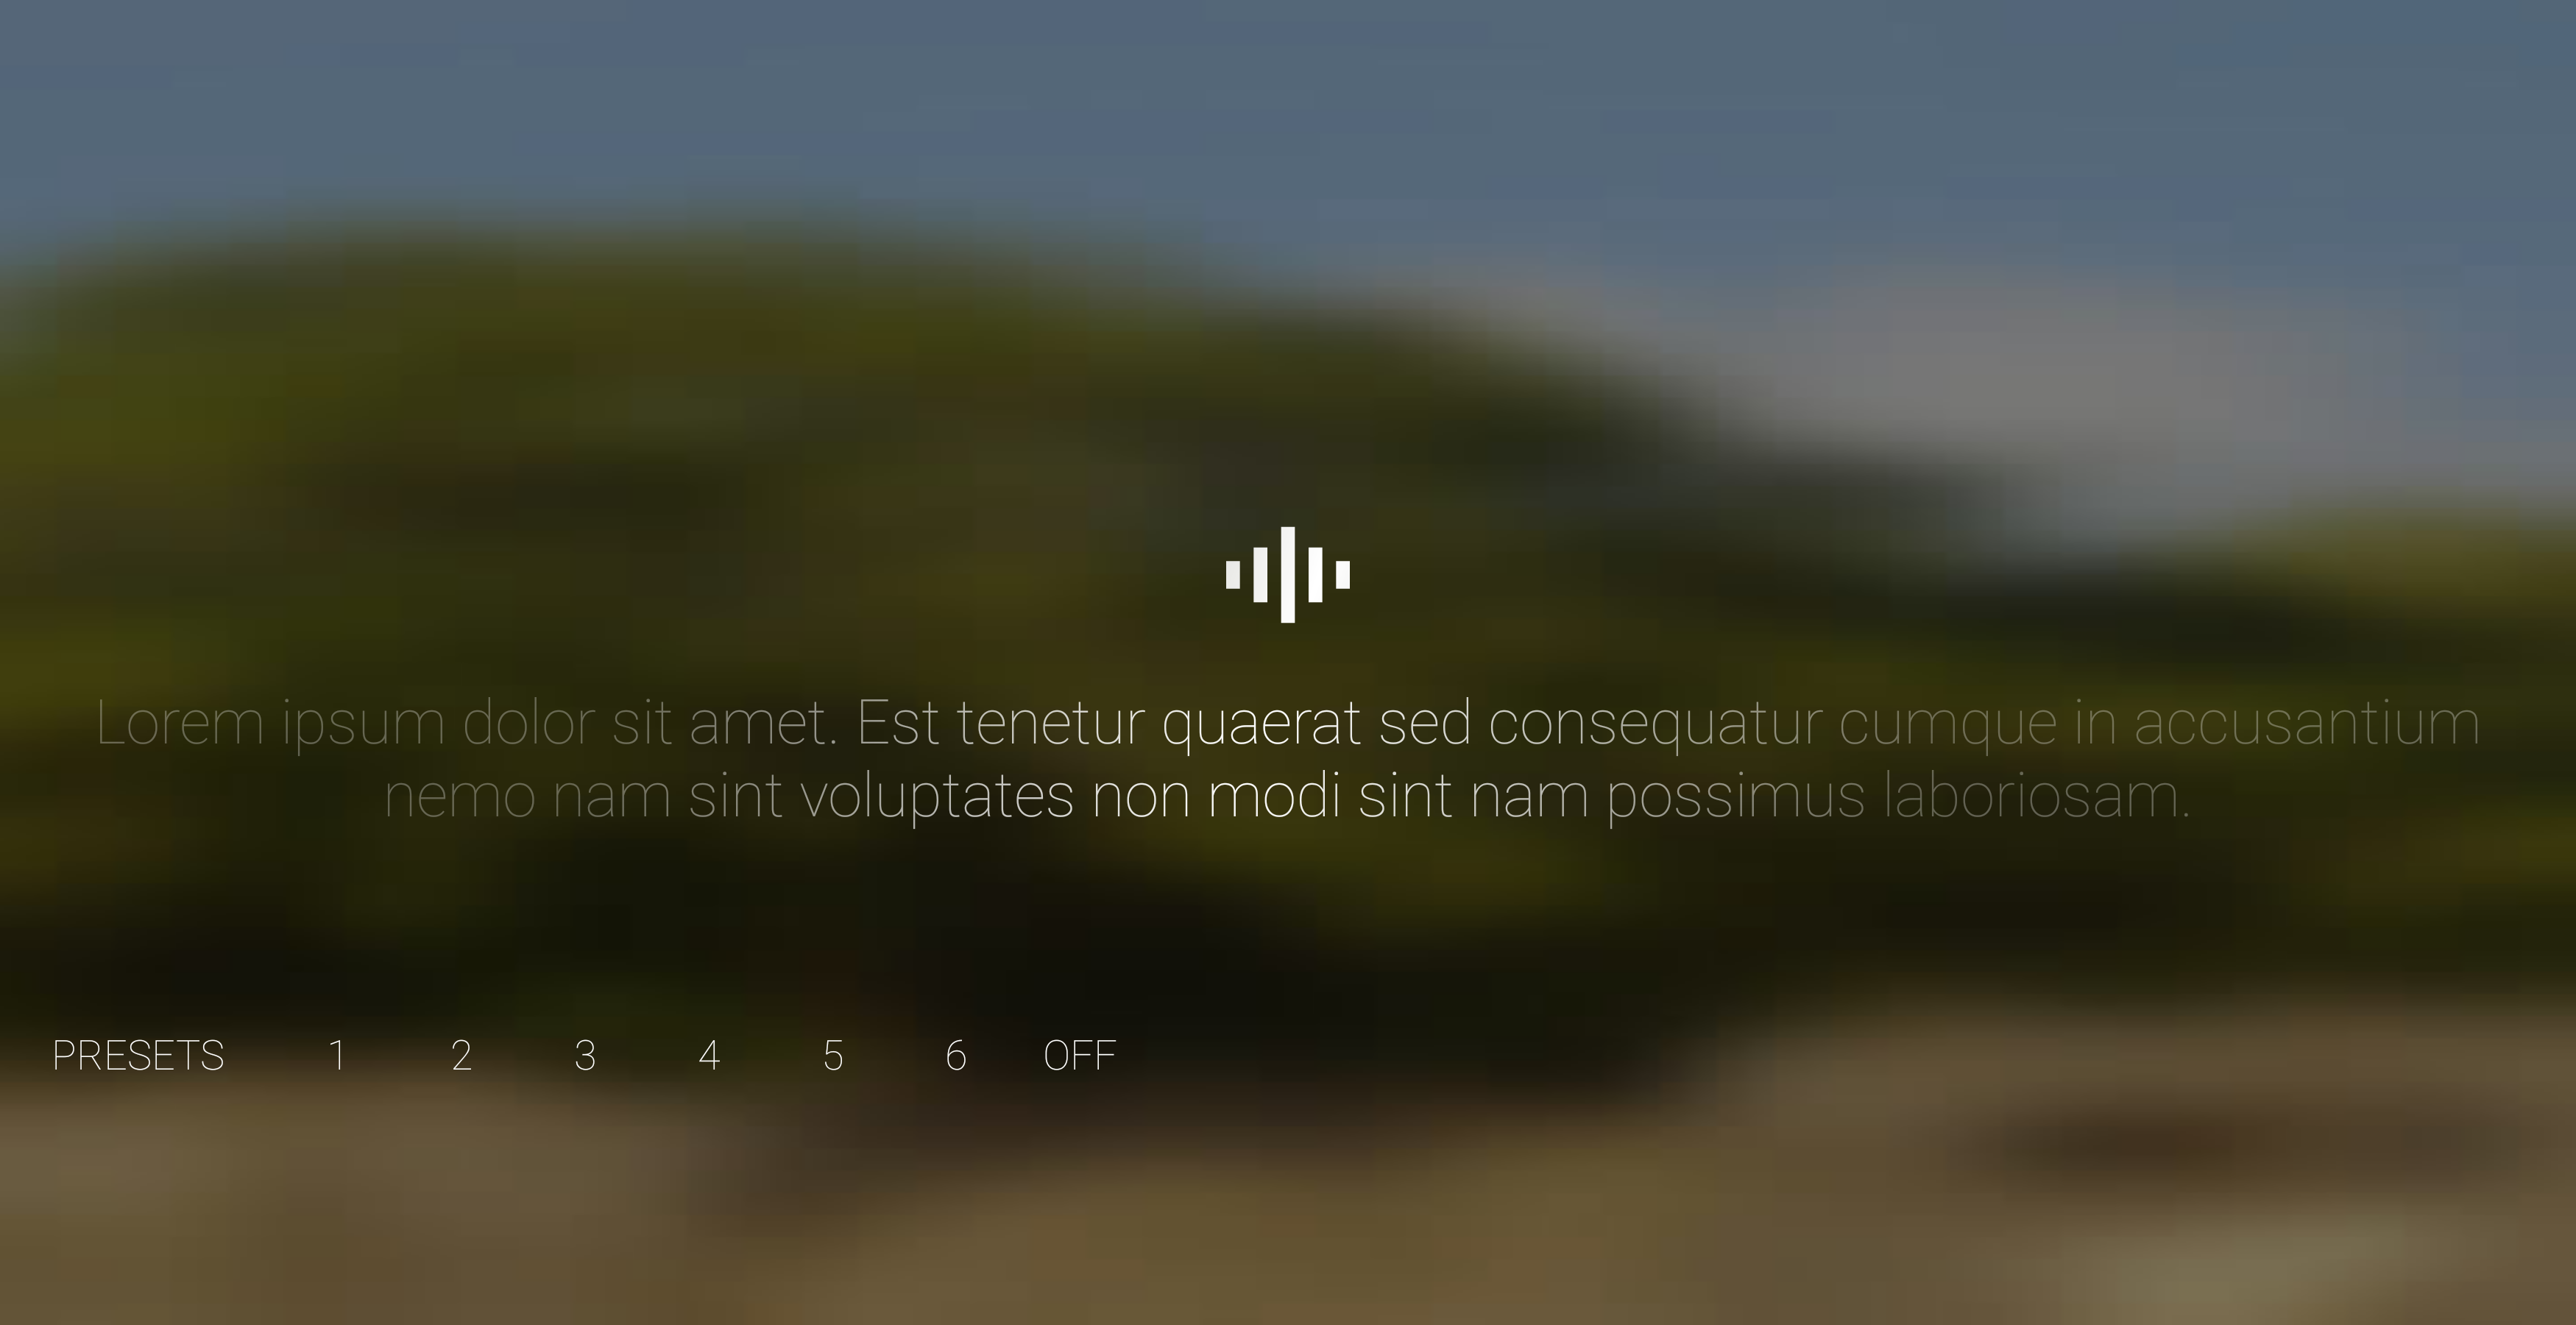 Lorem ipsum dolor sit amet. Est tenetur quaerat sed consequatur cumque in accusantium
nemo nam sint voluptates non modi sint nam possimus laboriosam.
PRESETS 1 2 3 4 5 6 OFF